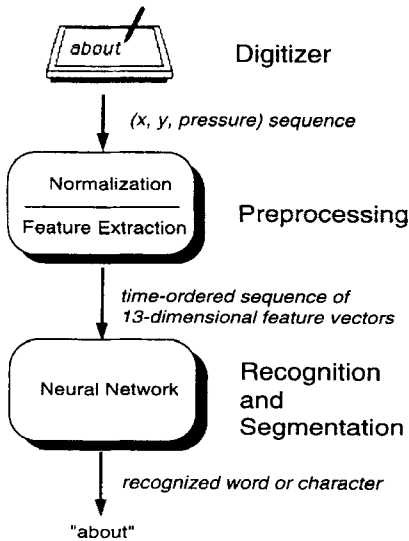 about
Digitizer
(x, y, pressure) sequence
Normalization
Feature Extraction
Preprocessing
time-ordered sequence of
13-dimensional feature vectors
Neural Network
Recognition
and
Segmentation
recognized word or character
"about"